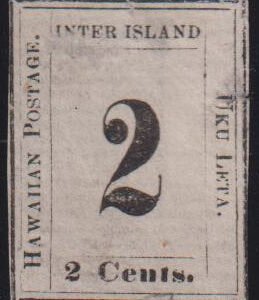 INTER ISLAND
HAWAIIAN POSTAGE.
2
UKU LETA.
2 Cents.